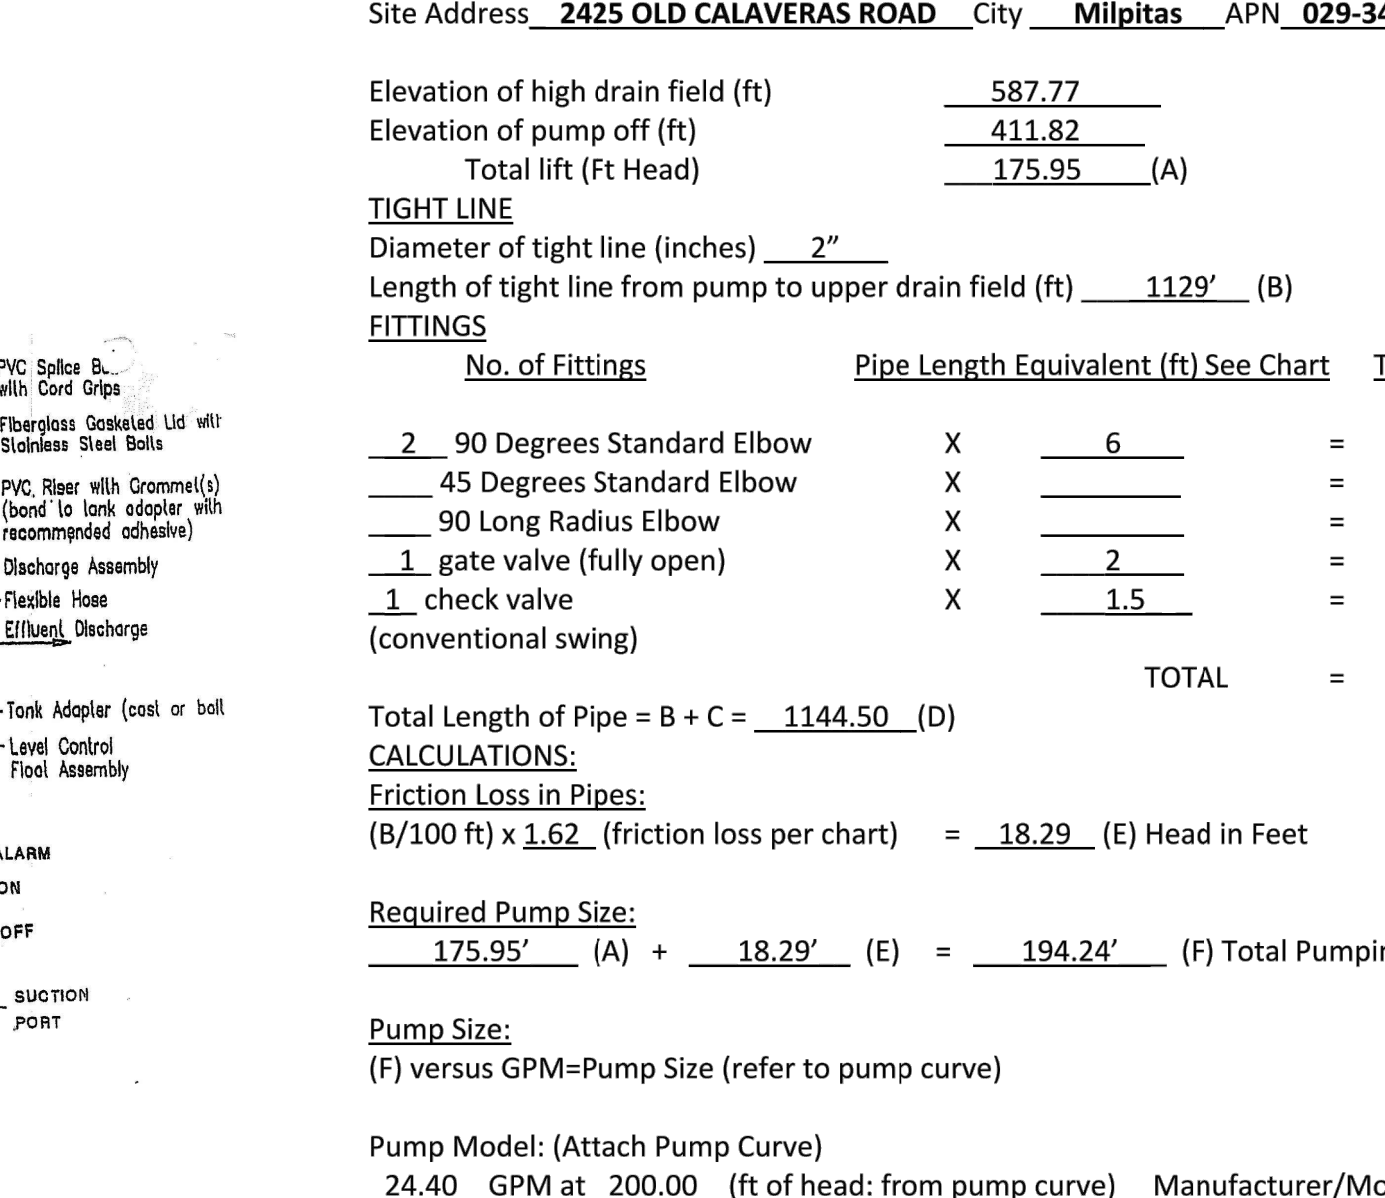 Site Address 2425 OLD CALAVERAS ROAD City Milpitas APN 029-34
Elevation of high drain field (ft) 587.77
Elevation of pump off (ft) 411.82
Total lift (Ft Head) 175.95 (A)
TIGHT LINE
Diameter of tight line (inches) 2”
Length of tight line from pump to upper drain field (ft) 1129’ (B)
FITTINGS
No. of Fittings Pipe Length Equivalent (ft) See Chart
2 90 Degrees Standard Elbow X 6 =
45 Degrees Standard Elbow X =
90 Long Radius Elbow X =
1 gate valve (fully open) X 2 =
1 check valve X 1.5 =
(conventional swing)
TOTAL =
Total Length of Pipe = B + C = 1144.50 (D)
CALCULATIONS:
Friction Loss in Pipes:
(B/100 ft) x 1.62 (friction loss per chart) = 18.29 (E) Head in Feet
Required Pump Size:
175.95’ (A) + 18.29’ (E) = 194.24’ (F) Total Pumpin
Pump Size:
(F) versus GPM=Pump Size (refer to pump curve)
Pump Model: (Attach Pump Curve)
24.40 GPM at 200.00 (ft of head: from pump curve) Manufacturer/Mo
PVC Splice
with Cord Grips
Fiberglass Gasketed Lid with
Stainless Steel Bolts
PVC Riser with Grommet(s)
(bond to tank adapter with
recommended adhesive)
Discharge Assembly
Flexible Hose
Effluent Discharge
Tank Adapter (cast or bolt
Level Control
Float Assembly
ALARM
ON
OFF
SUCTION
PORT